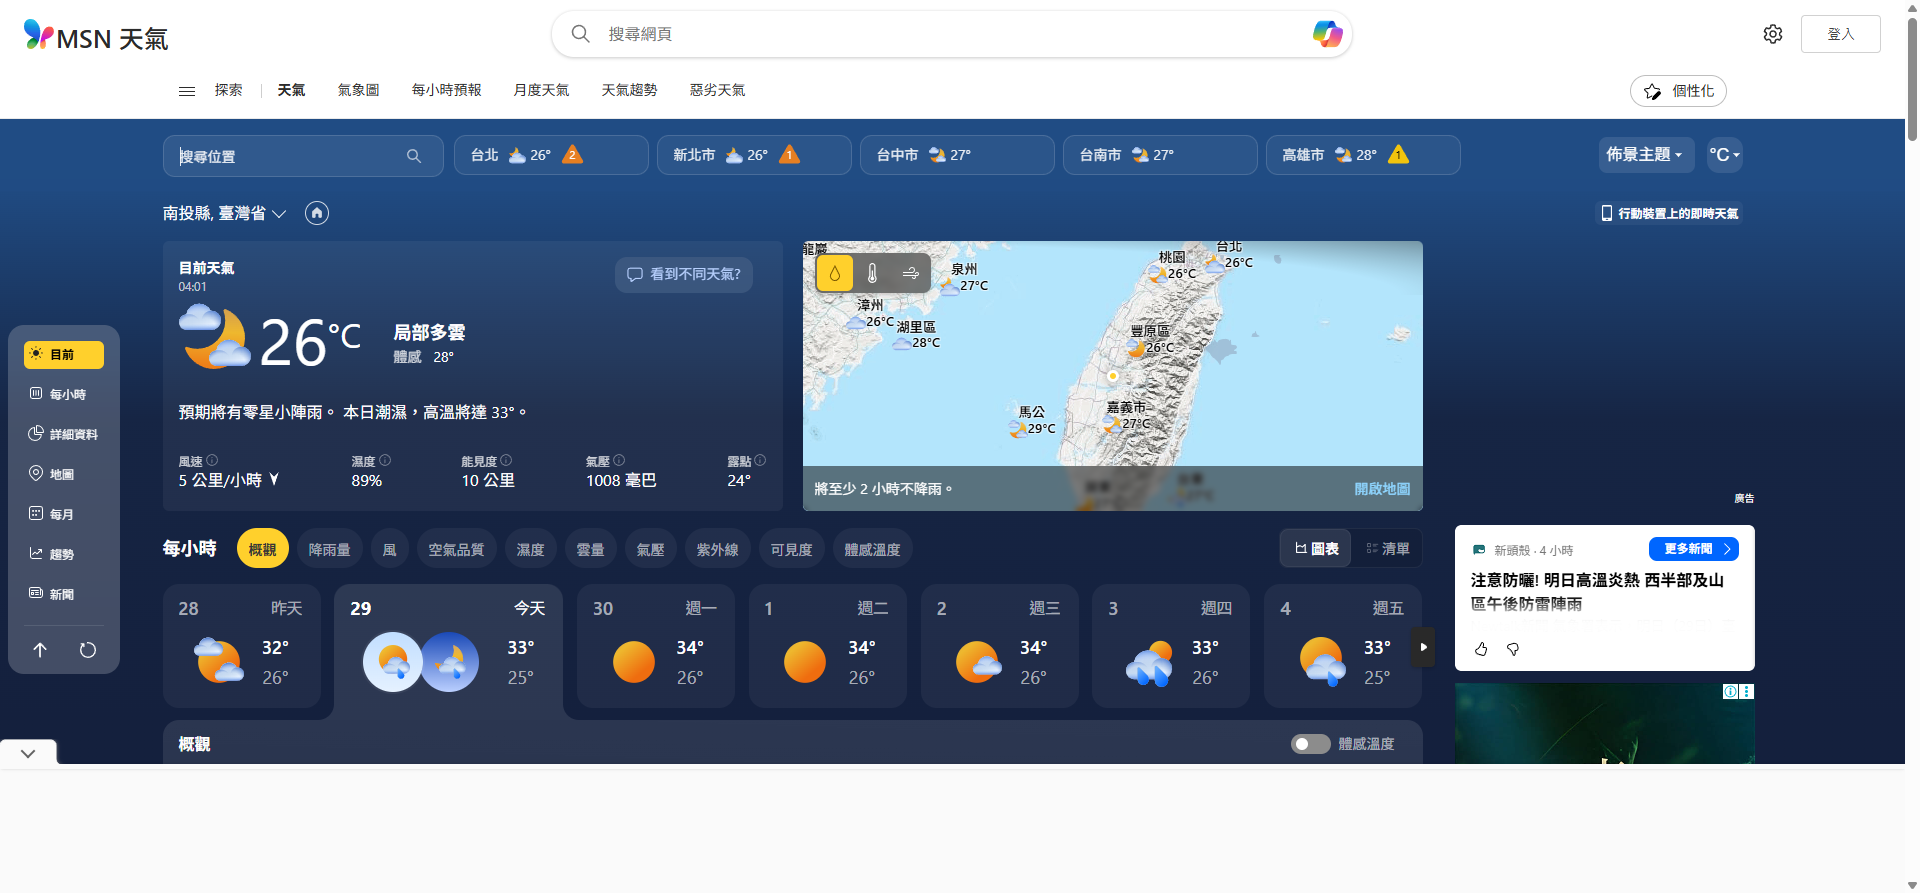 MSN 天氣
搜尋網頁
登入
探索
天氣
氣象圖
每小時預報
月度天氣
天氣趨勢
惡劣天氣
個性化
搜尋位置
台北 26° 2
新北市 26° 1
台中市 27°
台南市 27°
高雄市 28° 1
佈景主題
°C
南投縣, 臺灣省
行動裝置上的即時天氣
目前天氣
04:01
看到不同天氣?
26°C
局部多雲
體感 28°
預期將有零星小陣雨。 本日潮濕，高溫將達 33°。
風速
5 公里/小時
濕度
89%
能見度
10 公里
氣壓
1008 毫巴
露點
24°
龍巖
泉州
27°C
漳州
26°C
湖里區
28°C
台北
26°C
桃園
26°C
豐原區
26°C
馬公
29°C
嘉義市
27°C
將至少 2 小時不降雨。
開啟地圖
目前
每小時
詳細資料
地圖
每月
趨勢
新聞
每小時
概觀
降雨量
風
空氣品質
濕度
雲量
氣壓
紫外線
可見度
體感溫度
圖表
清單
28 昨天
32°
26°
29 今天
33°
25°
30 週一
34°
26°
1 週二
34°
26°
2 週三
34°
26°
3 週四
33°
26°
4 週五
33°
25°
概觀
體感溫度
廣告
新頭殼 · 4 小時
更多新聞
注意防曬! 明日高溫炎熱 西半部及山
區午後防雷陣雨